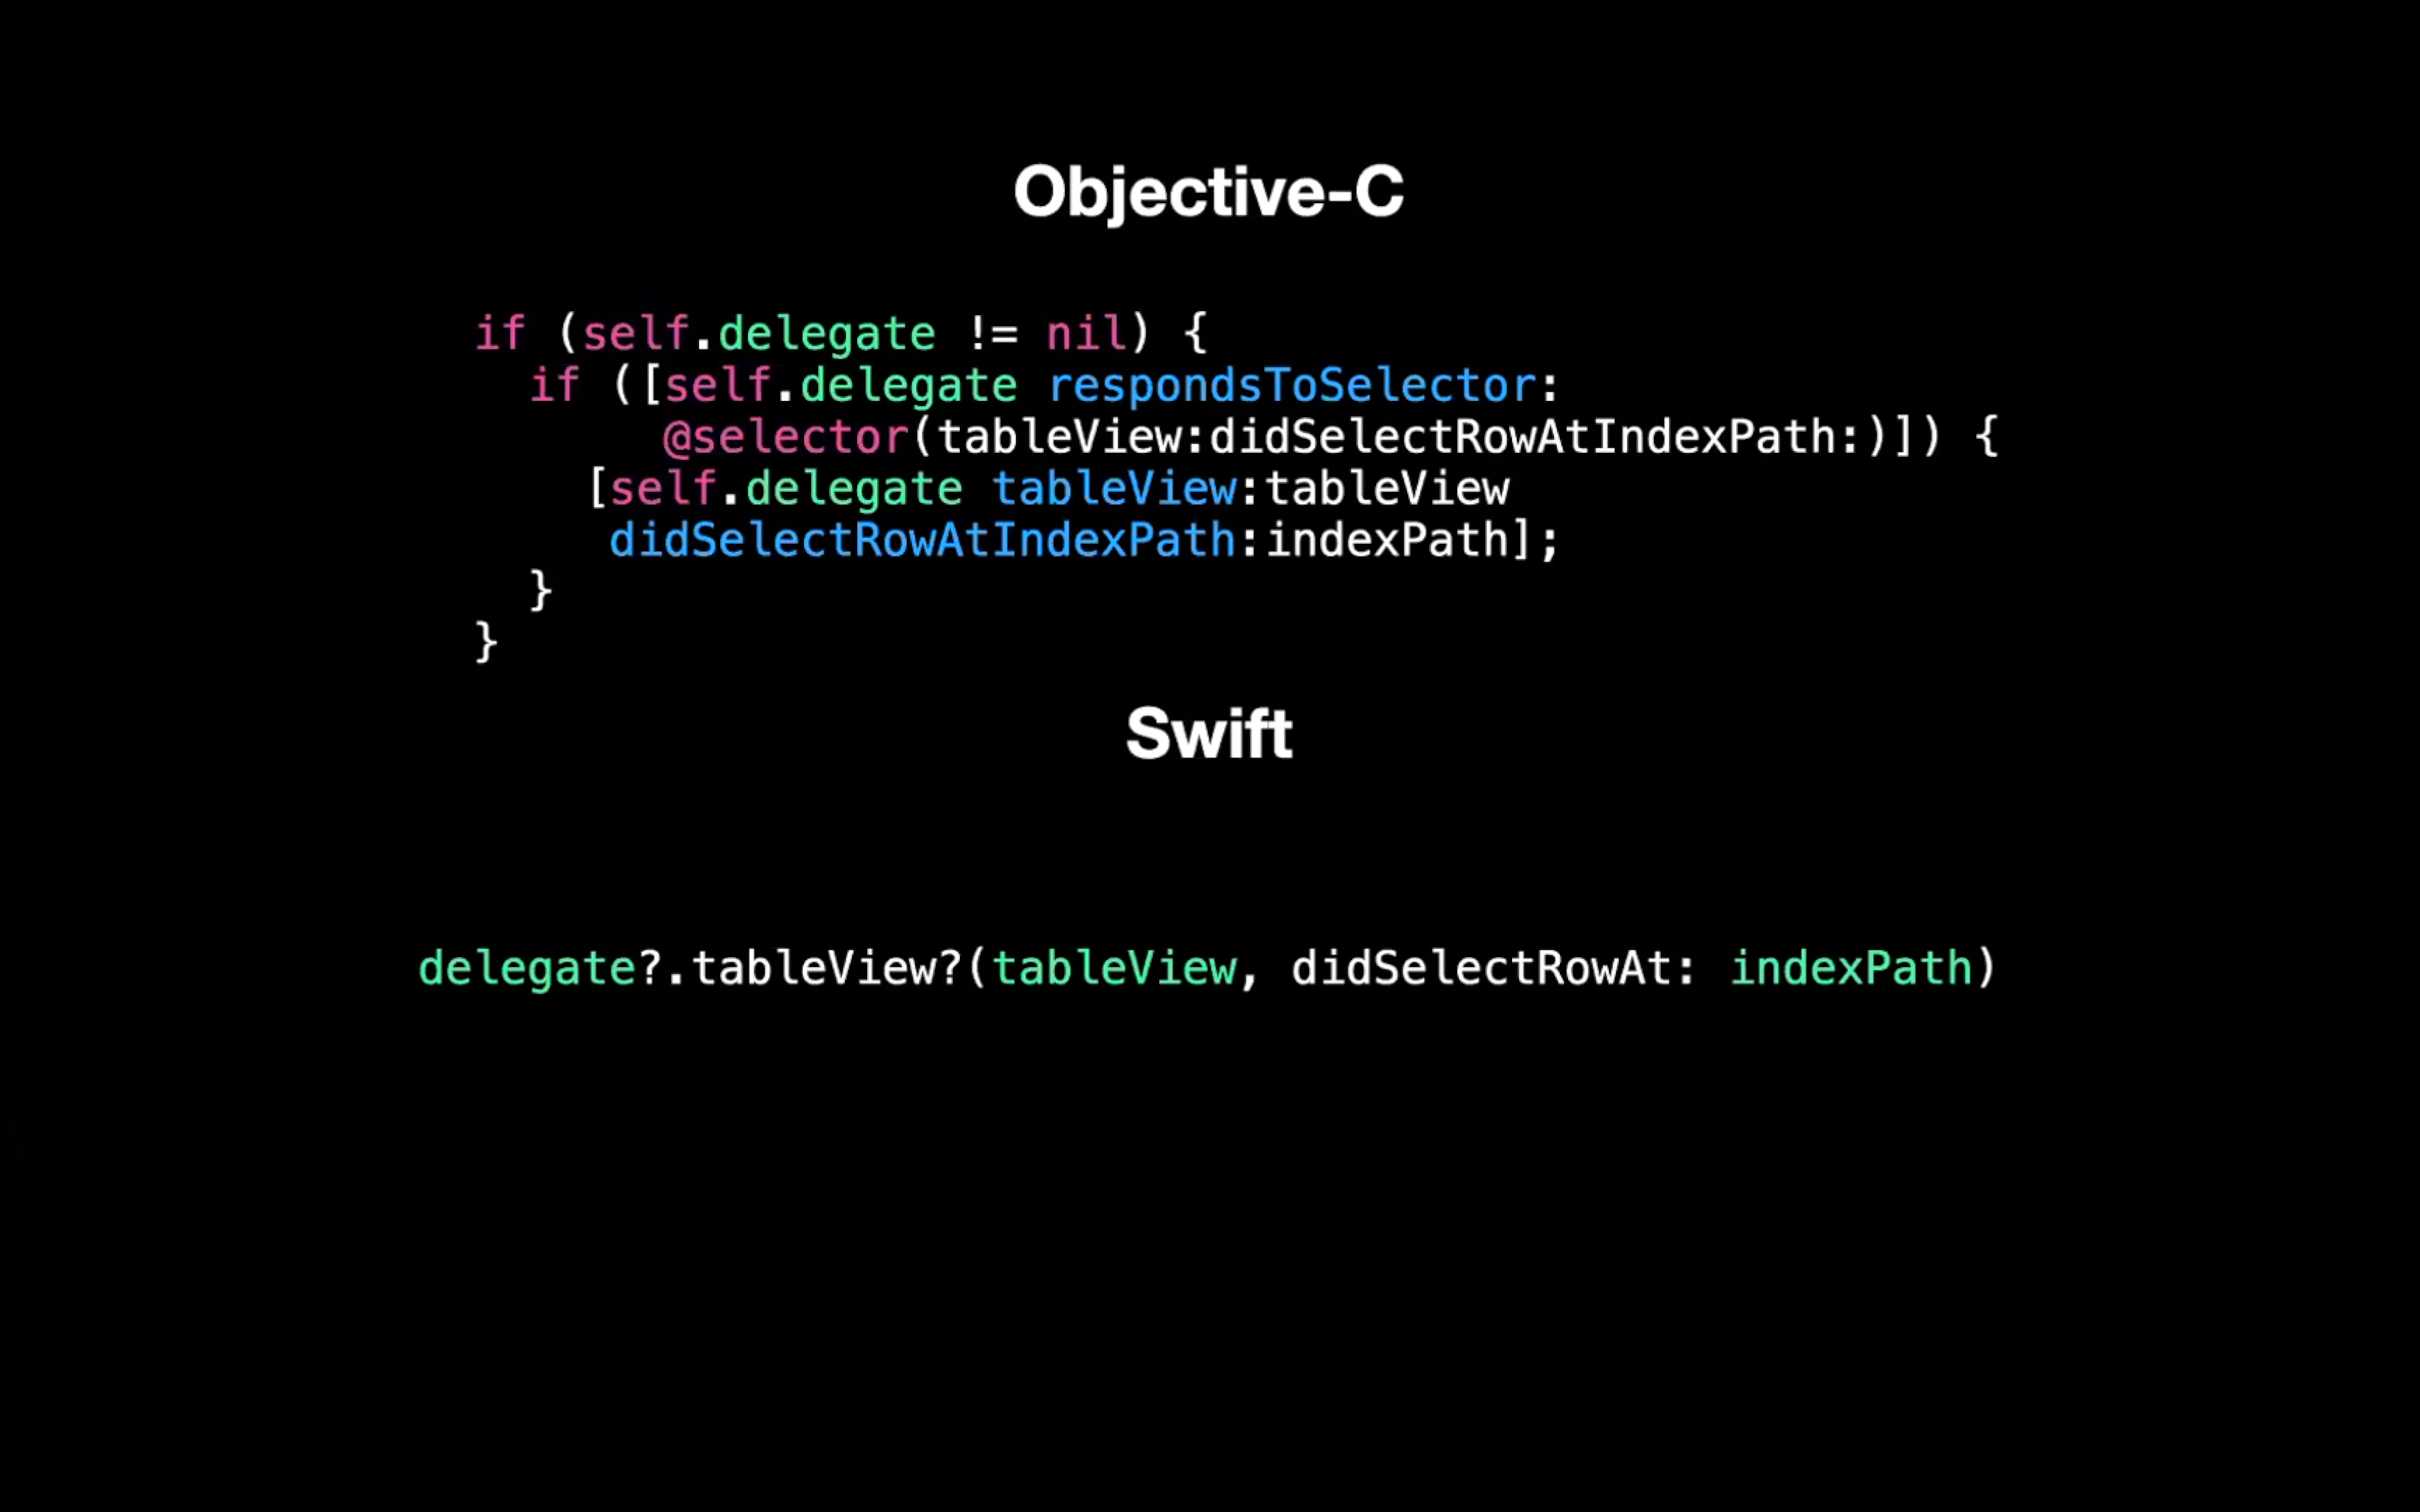 Objective-C
if (self.delegate != nil) {
if ([self.delegate respondsToSelector:
@selector(tableView:didSelectRowAtIndexPath:)]) {
[self.delegate tableView:tableView
didSelectRowAtIndexPath:indexPath];
}
}
Swift
delegate?.tableView?(tableView, didSelectRowAt: indexPath)